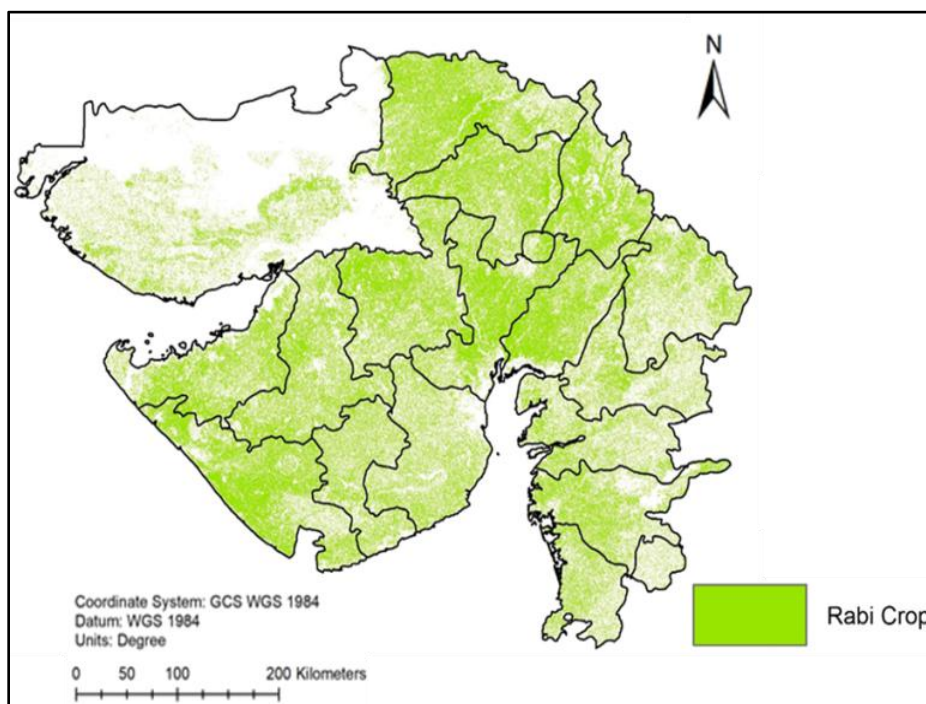 N
Coordinate System: GCS WGS 1984
Datum: WGS 1984
Units: Degree
0 50 100 200 Kilometers
Rabi Crop